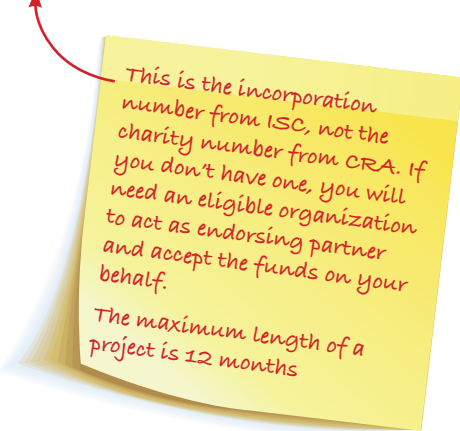 This is the incorporation
number from ISC, not the
charity number from CRA. If
you don't have one, you will
need an eligible organization
to act as endorsing partner
and accept the funds on your
behalf.
The maximum length of a
project is 12 months